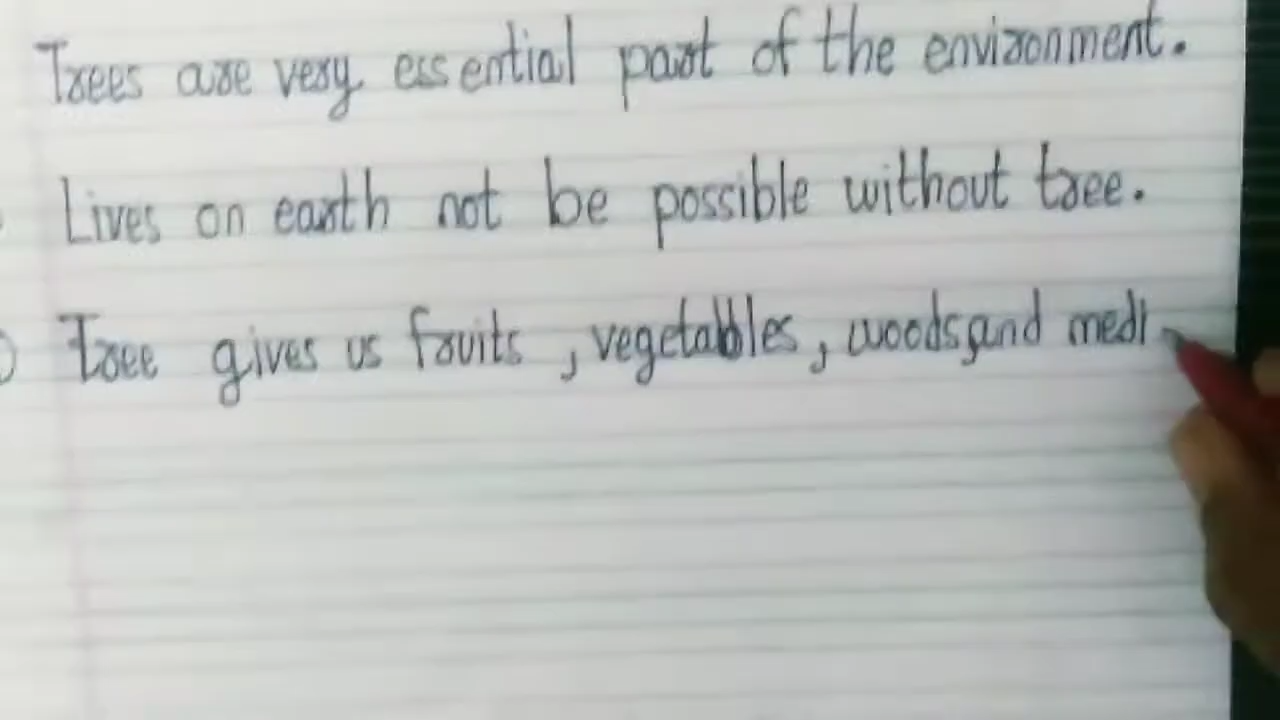 Trees are very essential part of the environment.
Lives on earth not be possible without tree.
Tree gives us fruits , vegetables , woods,and medi